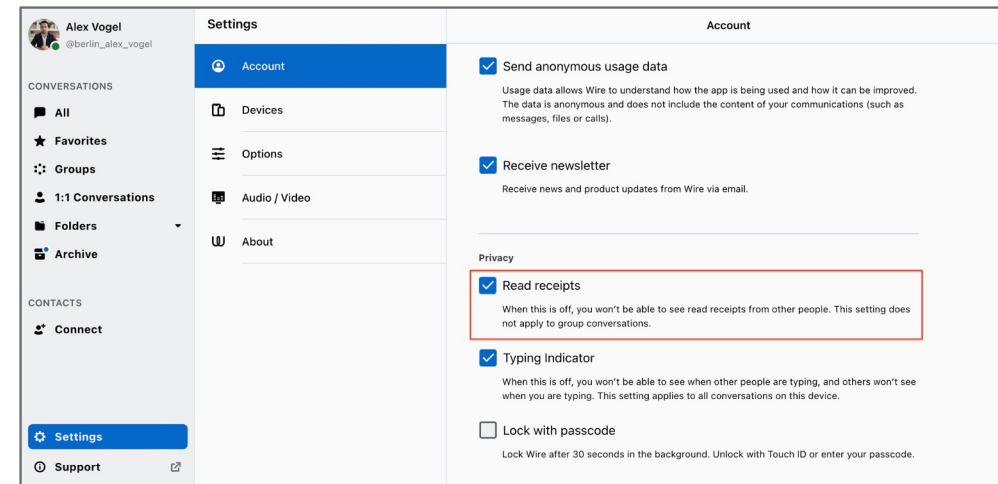 Alex Vogel
@berlin_alex_vogel
CONVERSATIONS
All
Favorites
Groups
1:1 Conversations
Folders
Archive
CONTACTS
Connect
Settings
Support
Settings
Account
Devices
Options
Audio / Video
About
Account
Send anonymous usage data
Usage data allows Wire to understand how the app is being used and how it can be improved.
The data is anonymous and does not include the content of your communications (such as
messages, files or calls).
Receive newsletter
Receive news and product updates from Wire via email.
Privacy
Read receipts
When this is off, you won’t be able to see read receipts from other people. This setting does
not apply to group conversations.
Typing Indicator
When this is off, you won’t be able to see when other people are typing, and others won’t see
when you are typing. This setting applies to all conversations on this device.
Lock with passcode
Lock Wire after 30 seconds in the background. Unlock with Touch ID or enter your passcode.